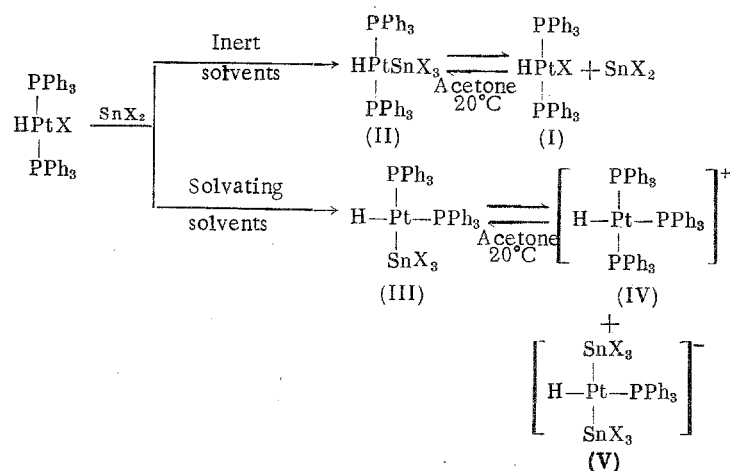 PPh₃
HPtX
PPh₃
SnX₂
Inert
solvents
PPh₃
HPtSnX₃
PPh₃
(II)
Acetone
20°C
PPh₃
HPtX + SnX₂
PPh₃
(I)
Solvating
solvents
PPh₃
H—Pt—PPh₃
SnX₃
(III)
Acetone
20°C
[PPh₃
H—Pt—PPh₃
PPh₃]⁺
(IV)
+
[SnX₃
H—Pt—PPh₃
SnX₃]⁻
(V)